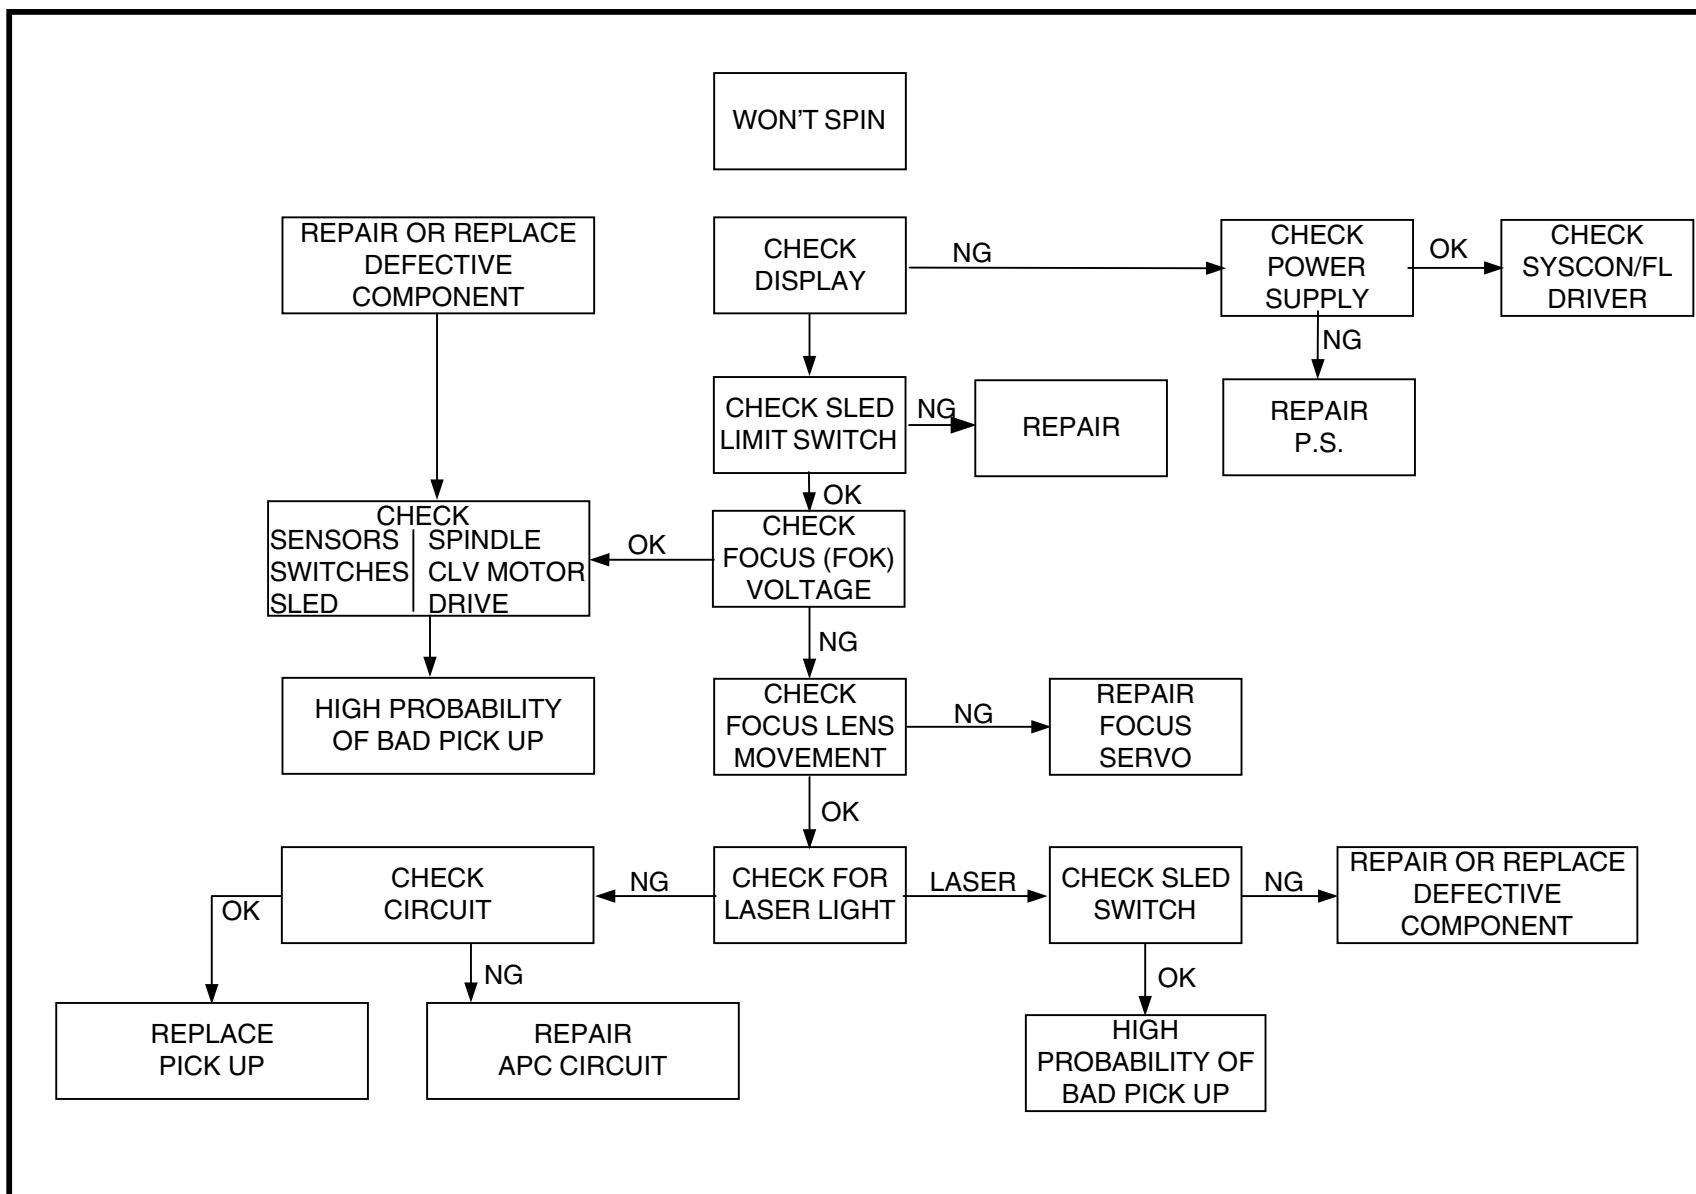 WON'T SPIN
REPAIR OR REPLACE
DEFECTIVE
COMPONENT
CHECK
DISPLAY
NG
CHECK
POWER
SUPPLY
OK
CHECK
SYSCON/FL
DRIVER
NG
CHECK SLED
LIMIT SWITCH
NG
REPAIR
REPAIR
P.S.
OK
CHECK
SENSORS
SWITCHES
SLED
SPINDLE
CLV MOTOR
DRIVE
OK
CHECK
FOCUS (FOK)
VOLTAGE
NG
HIGH PROBABILITY
OF BAD PICK UP
CHECK
FOCUS LENS
MOVEMENT
NG
REPAIR
FOCUS
SERVO
OK
CHECK
CIRCUIT
NG
CHECK FOR
LASER LIGHT
LASER
CHECK SLED
SWITCH
NG
REPAIR OR REPLACE
DEFECTIVE
COMPONENT
OK
NG
OK
REPLACE
PICK UP
REPAIR
APC CIRCUIT
HIGH
PROBABILITY OF
BAD PICK UP